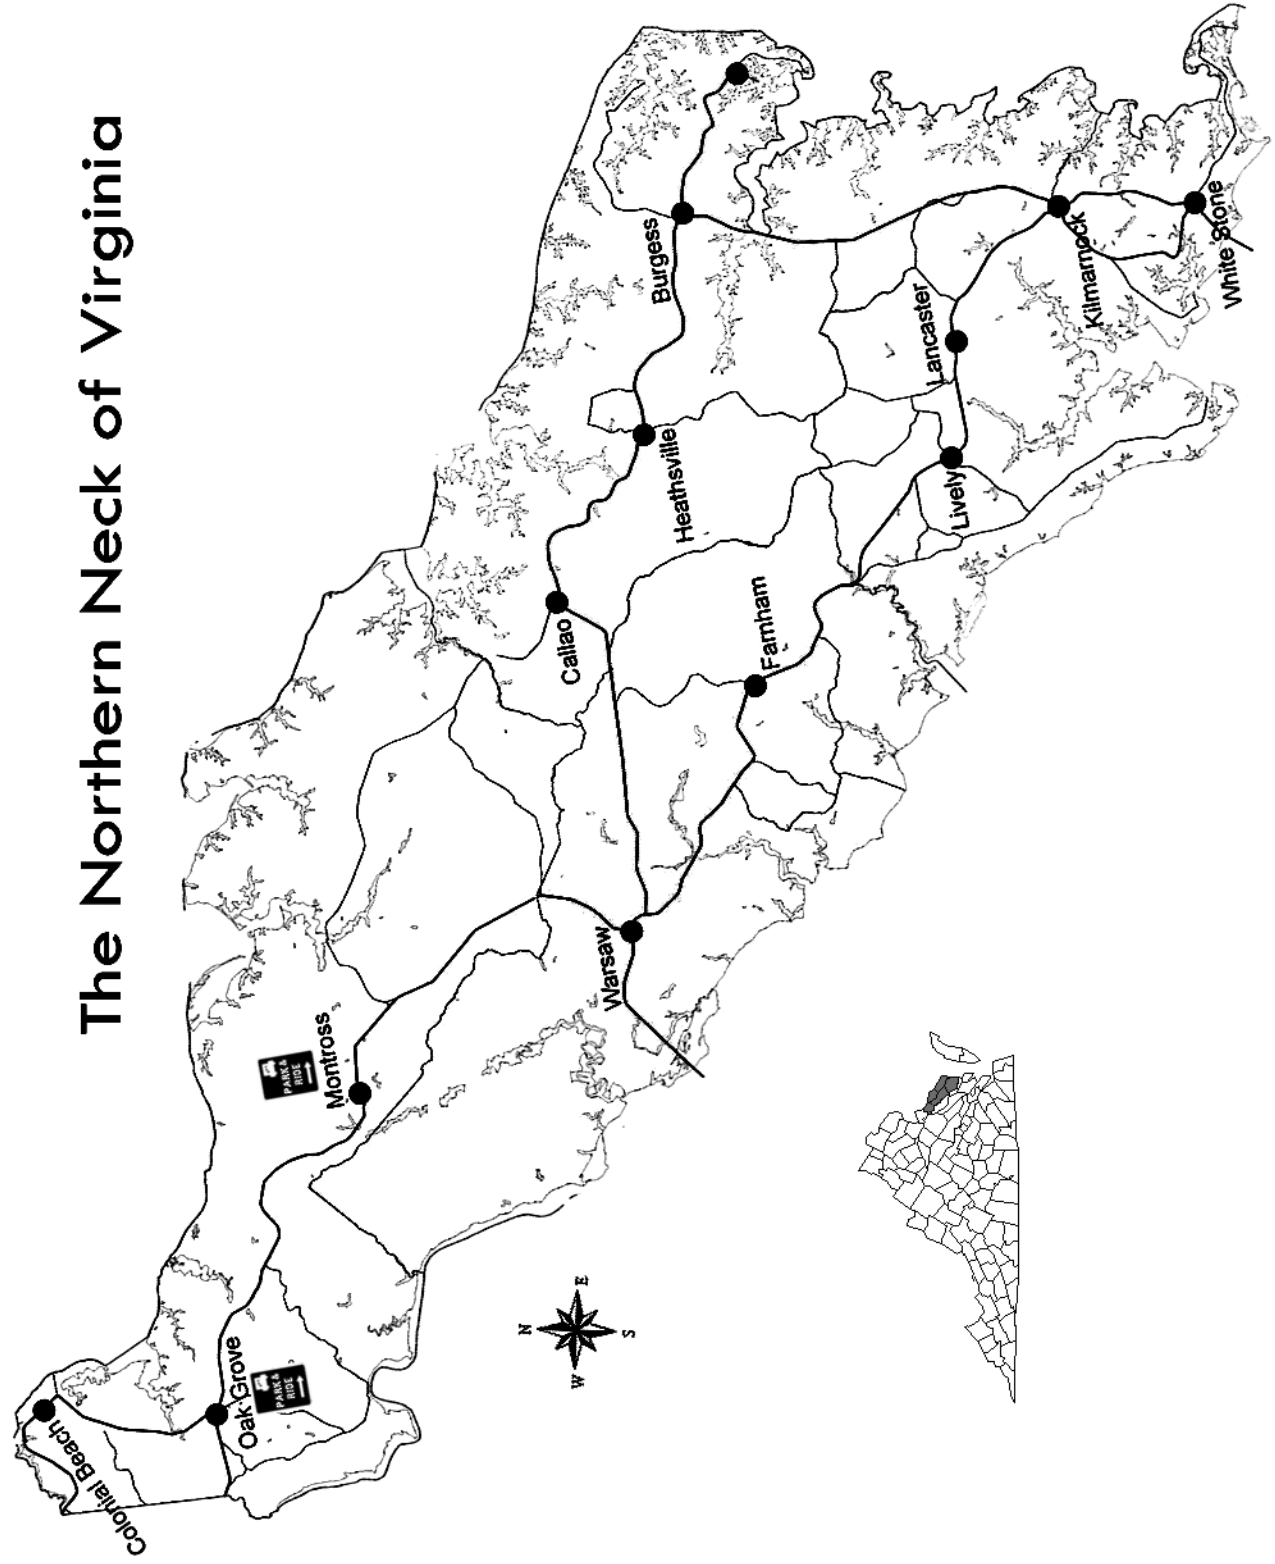 The Northern Neck of Virginia
Colonial Beach
Oak Grove
PARK &
RIDE
Montross
PARK &
RIDE
Warsaw
Callao
Farnham
Heathsville
Lively
Lancaster
Burgess
Kilmarnock
White Stone
N
E
S
W